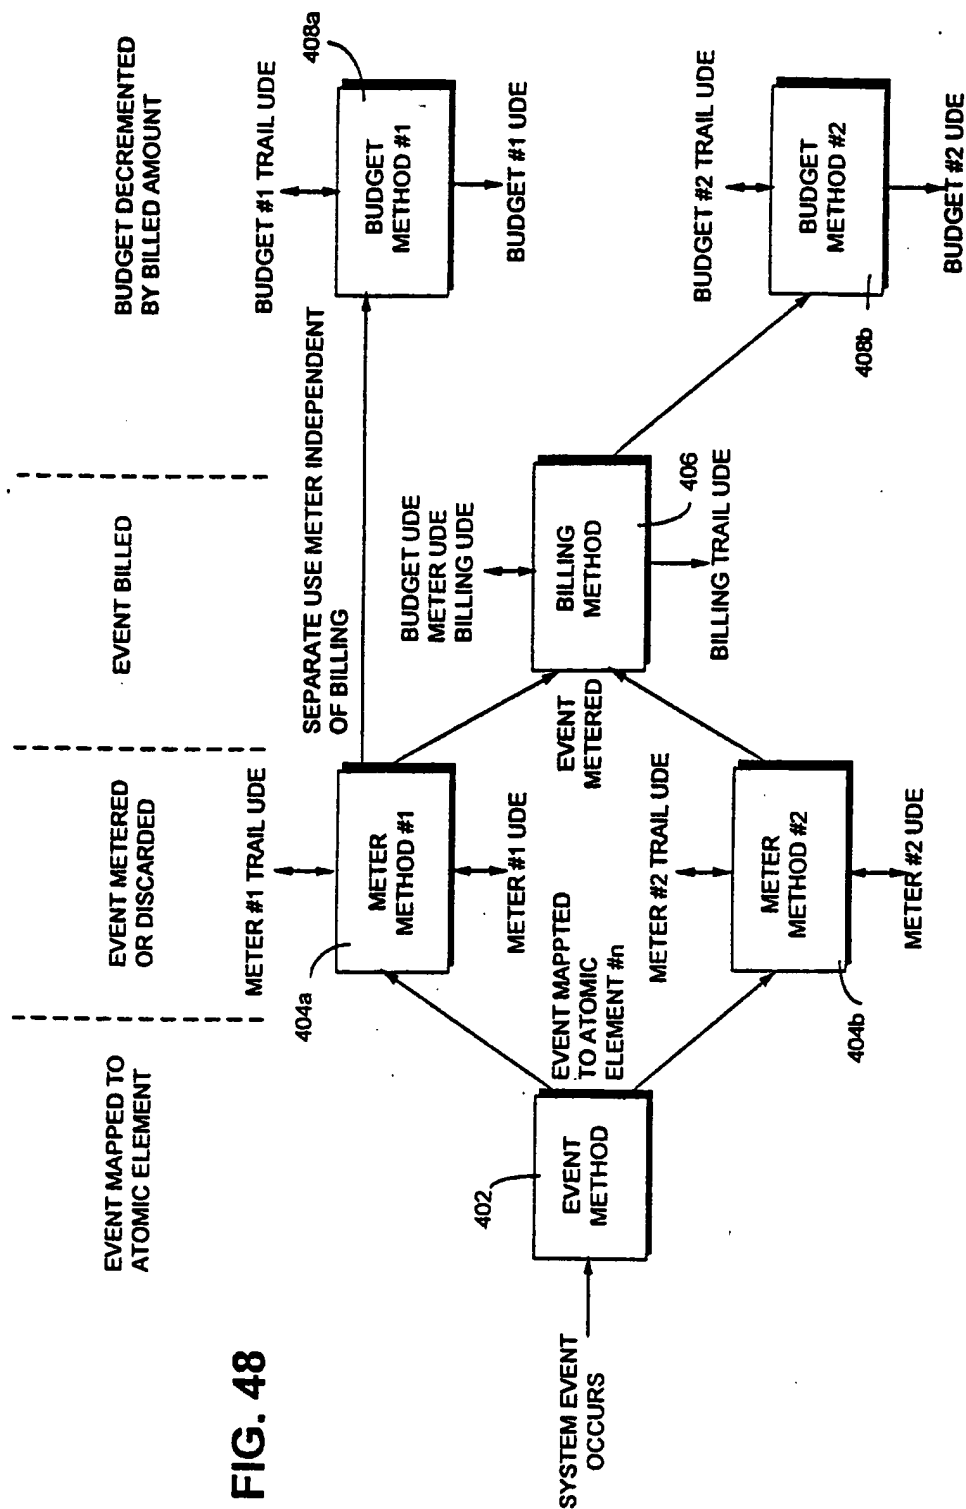 FIG. 48
EVENT MAPPED TO
ATOMIC ELEMENT
EVENT METERED
OR DISCARDED
EVENT BILLED
BUDGET DECREMENTED
BY BILLED AMOUNT
SYSTEM EVENT
OCCURS
402
EVENT
METHOD
EVENT MAPPTED
TO ATOMIC
ELEMENT #n
METER #1 TRAIL UDE
404a
METER
METHOD #1
METER #1 UDE
METER #2 TRAIL UDE
METER
METHOD #2
404b
METER #2 UDE
SEPARATE USE METER INDEPENDENT
OF BILLING
EVENT
METERED
BUDGET UDE
METER UDE
BILLING UDE
BILLING
METHOD
406
BILLING TRAIL UDE
BUDGET #1 TRAIL UDE
408a
BUDGET
METHOD #1
BUDGET #1 UDE
BUDGET #2 TRAIL UDE
BUDGET
METHOD #2
408b
BUDGET #2 UDE